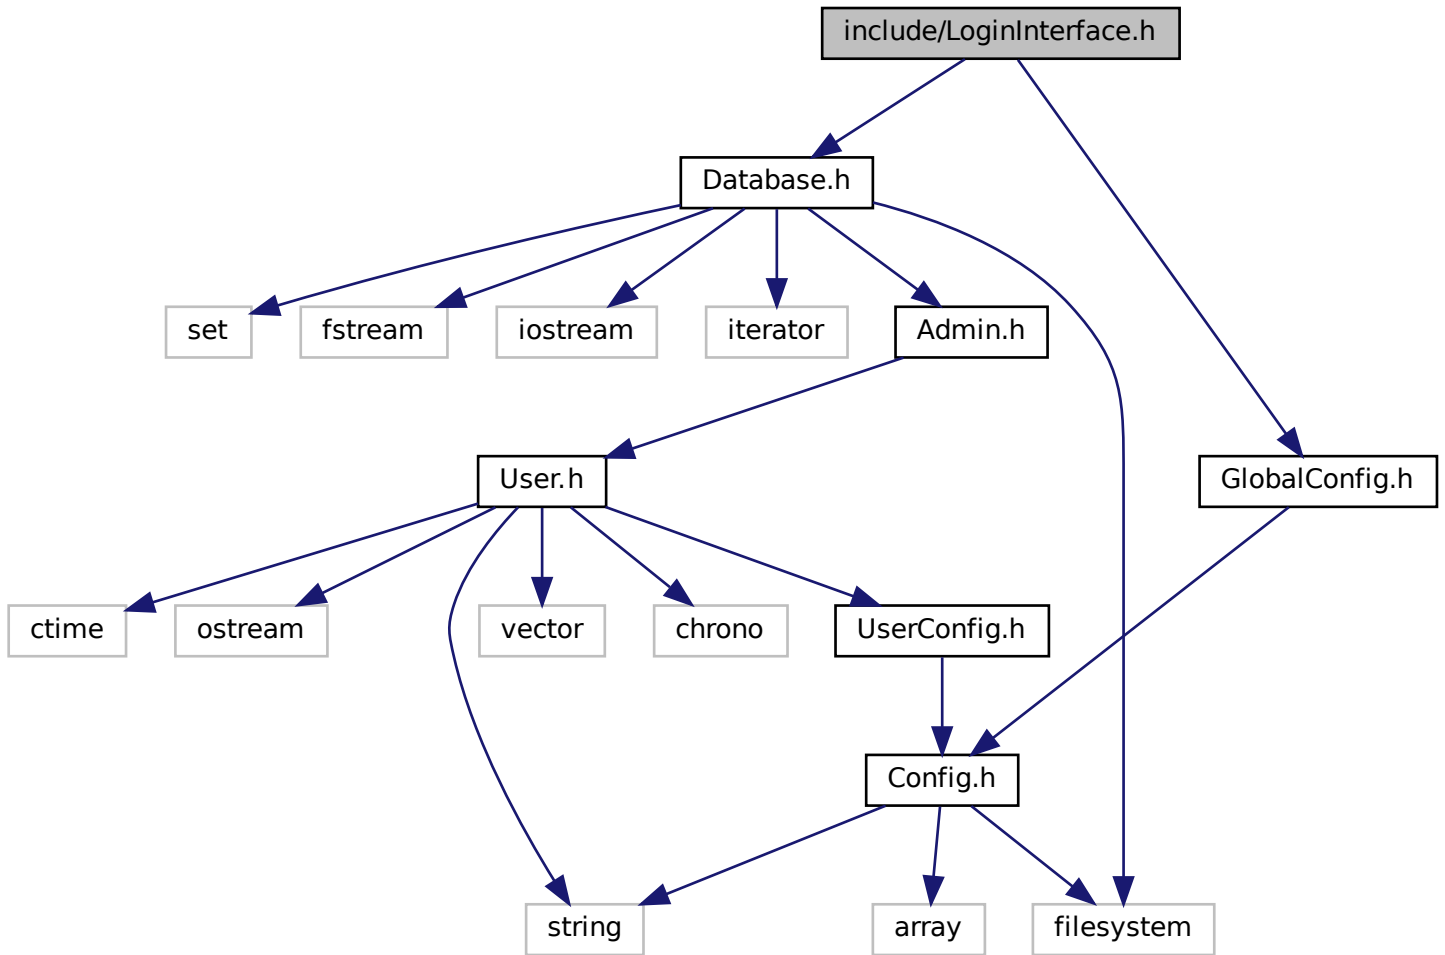 include/LoginInterface.h
Database.h
set
fstream
iostream
iterator
Admin.h
User.h
GlobalConfig.h
ctime
ostream
vector
chrono
UserConfig.h
Config.h
string
array
filesystem